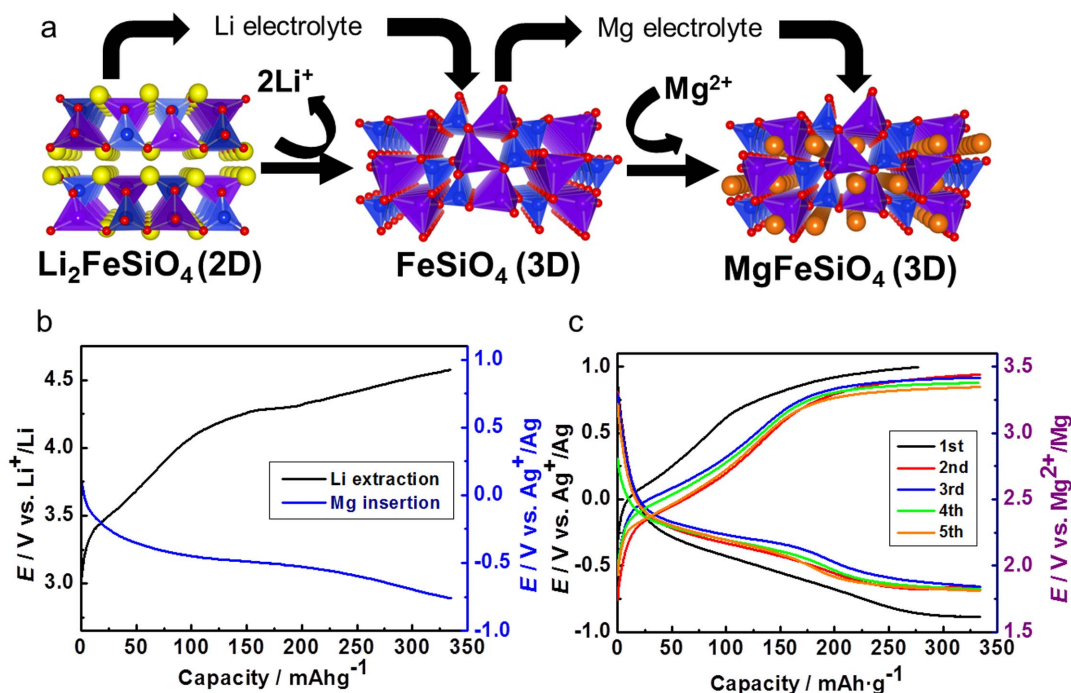 a
Li electrolyte
Mg electrolyte
2Li⁺
Mg²⁺
Li₂FeSiO₄ (2D)
FeSiO₄ (3D)
MgFeSiO₄ (3D)
b
E / V vs. Li⁺/Li
4.5
4.0
3.5
3.0
1.0
0.5
0.0
-0.5
-1.0
E / V vs. Ag⁺/Ag
Li extraction
Mg insertion
0 50 100 150 200 250 300 350
Capacity / mAhg⁻¹
c
E / V vs. Ag⁺/Ag
1.0
0.5
0.0
-0.5
-1.0
3.5
3.0
2.5
2.0
1.5
E / V vs. Mg²⁺/Mg
1st
2nd
3rd
4th
5th
0 50 100 150 200 250 300 350
Capacity / mAh·g⁻¹